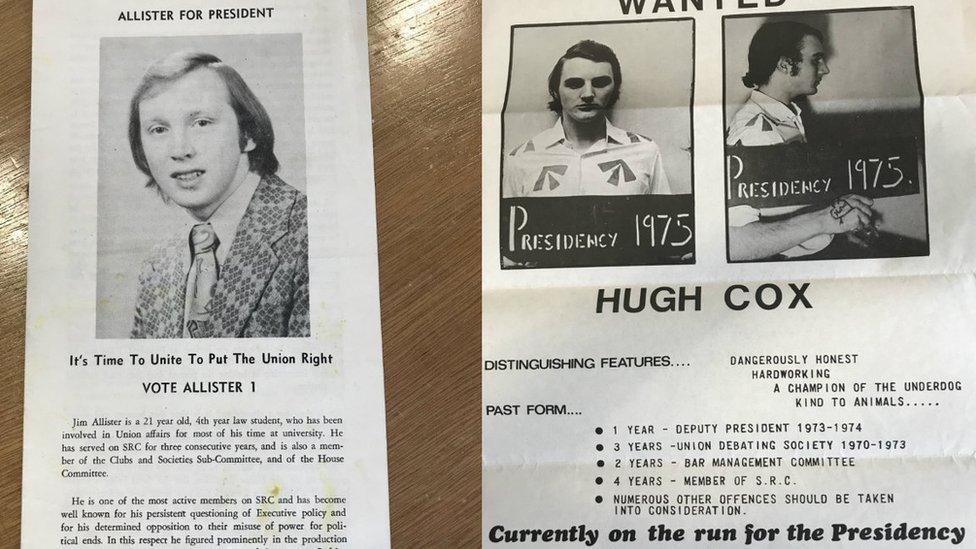 ALLISTER FOR PRESIDENT
It's Time To Unite To Put The Union Right
VOTE ALLISTER 1
Jim Allister is a 21 year old, 4th year law student, who has been
involved in Union affairs for most of his time at university. He
has served on SRC for three consecutive years, and is also a mem-
ber of the Clubs and Societies Sub-Committee, and of the House
Committee.
He is one of the most active members on SRC and has become
well known for his persistent questioning of Executive policy and
for his determined opposition to their misuse of power for poli-
tical ends. In this respect he figured prominently in the production
WANTED
PRESIDENCY 1975
PRESIDENCY 1975.
HUGH COX
DISTINGUISHING FEATURES.... DANGEROUSLY HONEST
HARDWORKING
A CHAMPION OF THE UNDERDOG
KIND TO ANIMALS.....
PAST FORM....
• 1 YEAR - DEPUTY PRESIDENT 1973-1974
• 3 YEARS -UNION DEBATING SOCIETY 1970-1973
• 2 YEARS - BAR MANAGEMENT COMMITTEE
• 4 YEARS - MEMBER OF S.R.C.
• NUMEROUS OTHER OFFENCES SHOULD BE TAKEN
INTO CONSIDERATION.
Currently on the run for the Presidency